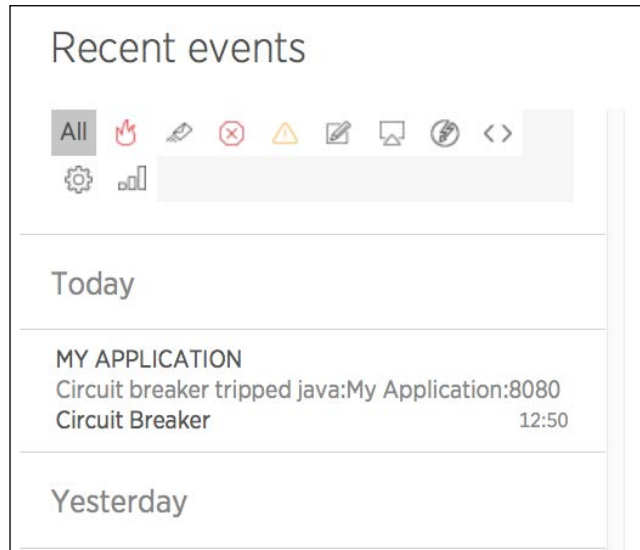 Recent events
All
Today
MY APPLICATION
Circuit breaker tripped java:My Application:8080
Circuit Breaker 12:50
Yesterday